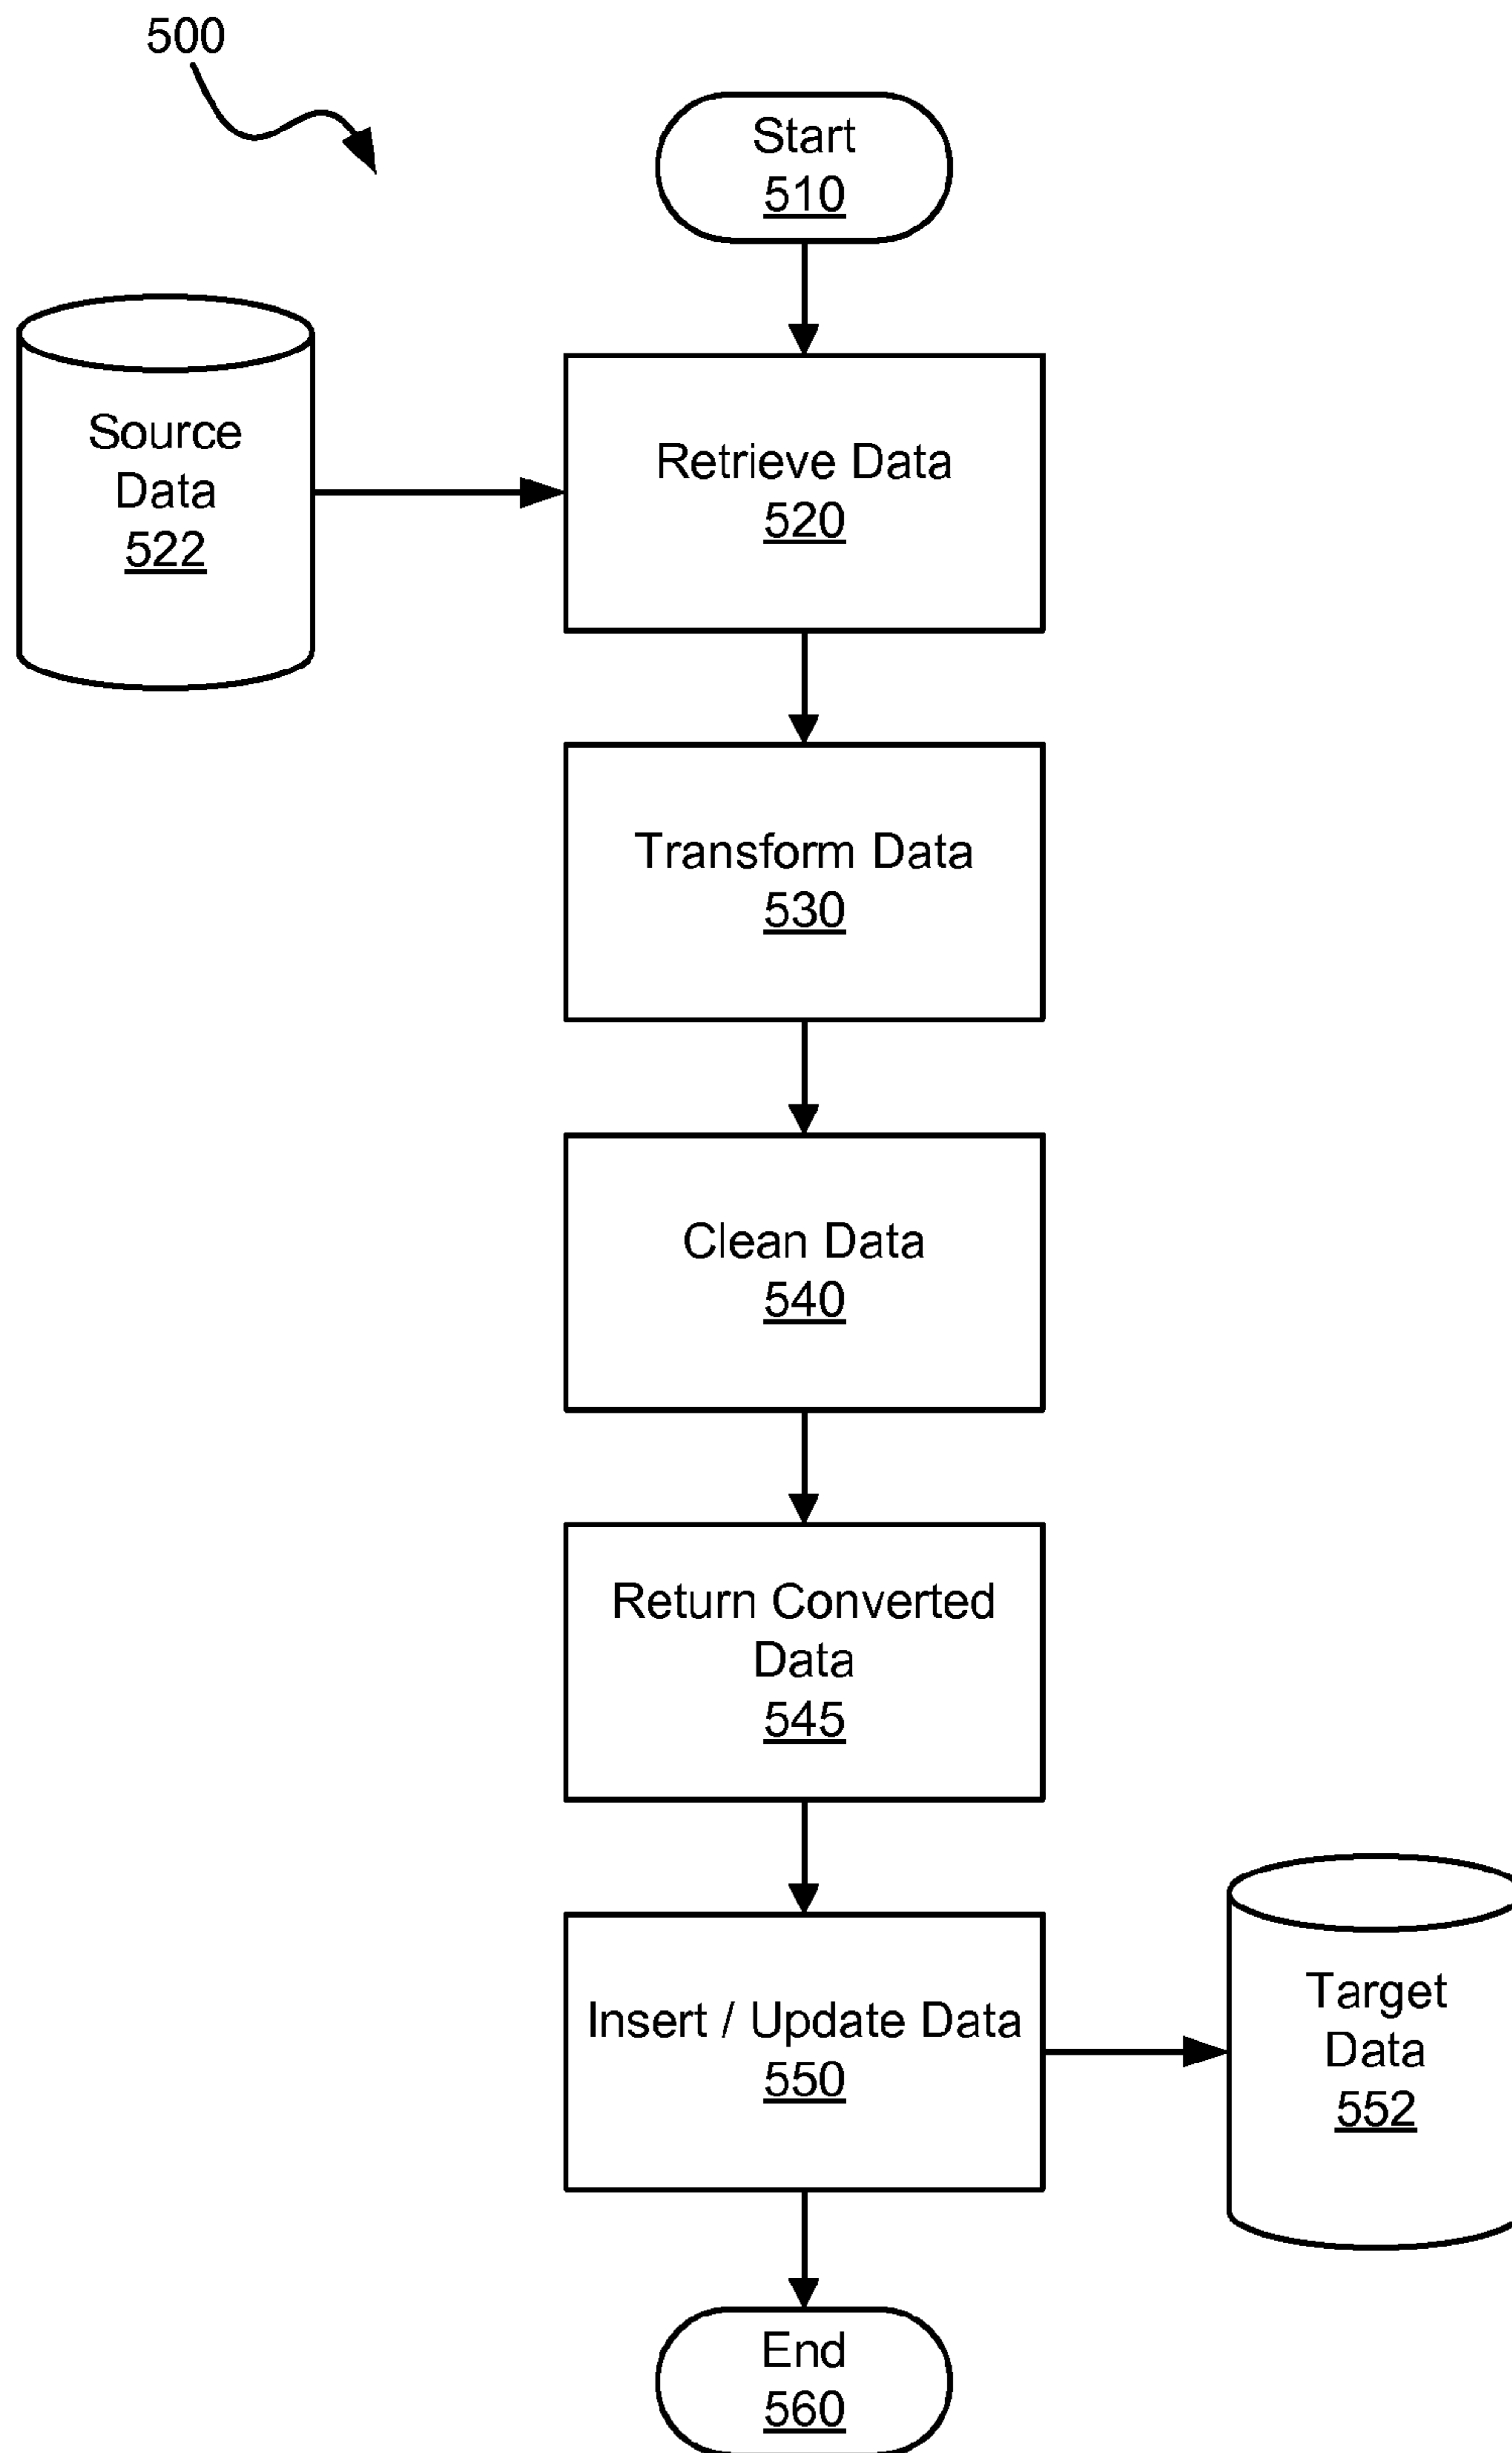 500
Start
510
Source
Data
522
Retrieve Data
520
Transform Data
530
Clean Data
540
Return Converted
Data
545
Insert / Update Data
550
Target
Data
552
End
560